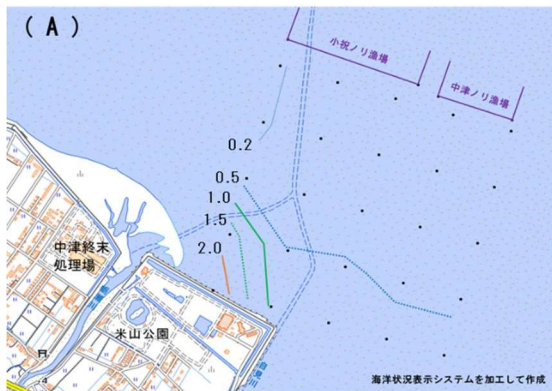 ( A )
小祝ノリ漁場
中津ノリ漁場
0.2
0.5
1.0
1.5
2.0
中津終末
処理場
米山公園
海洋状況表示システムを加工して作成